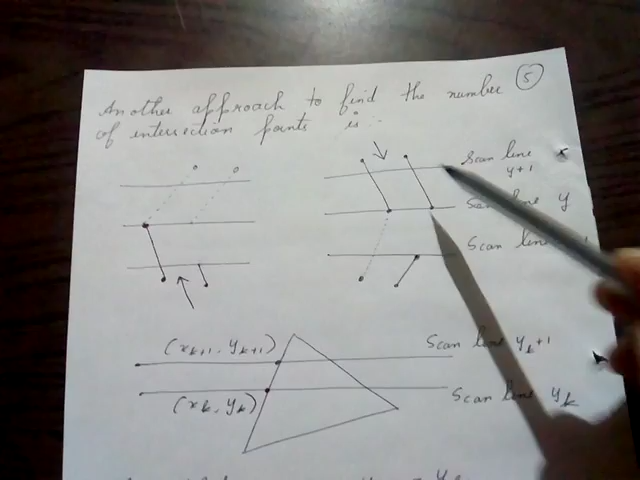 5
Another approach to find the number
of intersection points is :
Scan line
y+1
Scan line y
Scan line
(xk+1, yk+1)
Scan line yk+1
(xk, yk)
Scan line yk